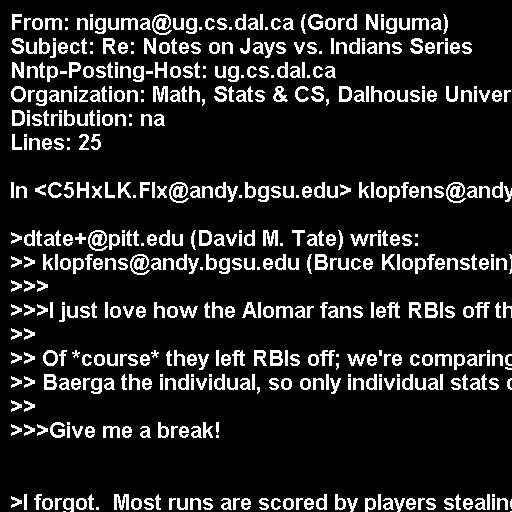 From: niguma@ug.cs.dal.ca (Gord Niguma)
Subject: Re: Notes on Jays vs. Indians Series
Nntp-Posting-Host: ug.cs.dal.ca
Organization: Math, Stats & CS, Dalhousie Univer
Distribution: na
Lines: 25

In <C5HxLK.FIx@andy.bgsu.edu> klopfens@andy

>dtate+@pitt.edu (David M. Tate) writes:
>> klopfens@andy.bgsu.edu (Bruce Klopfenstein)
>>>
>>>I just love how the Alomar fans left RBIs off th
>>
>> Of *course* they left RBIs off; we're comparing
>> Baerga the individual, so only individual stats c
>>
>>>Give me a break!

>I forgot.  Most runs are scored by players stealing